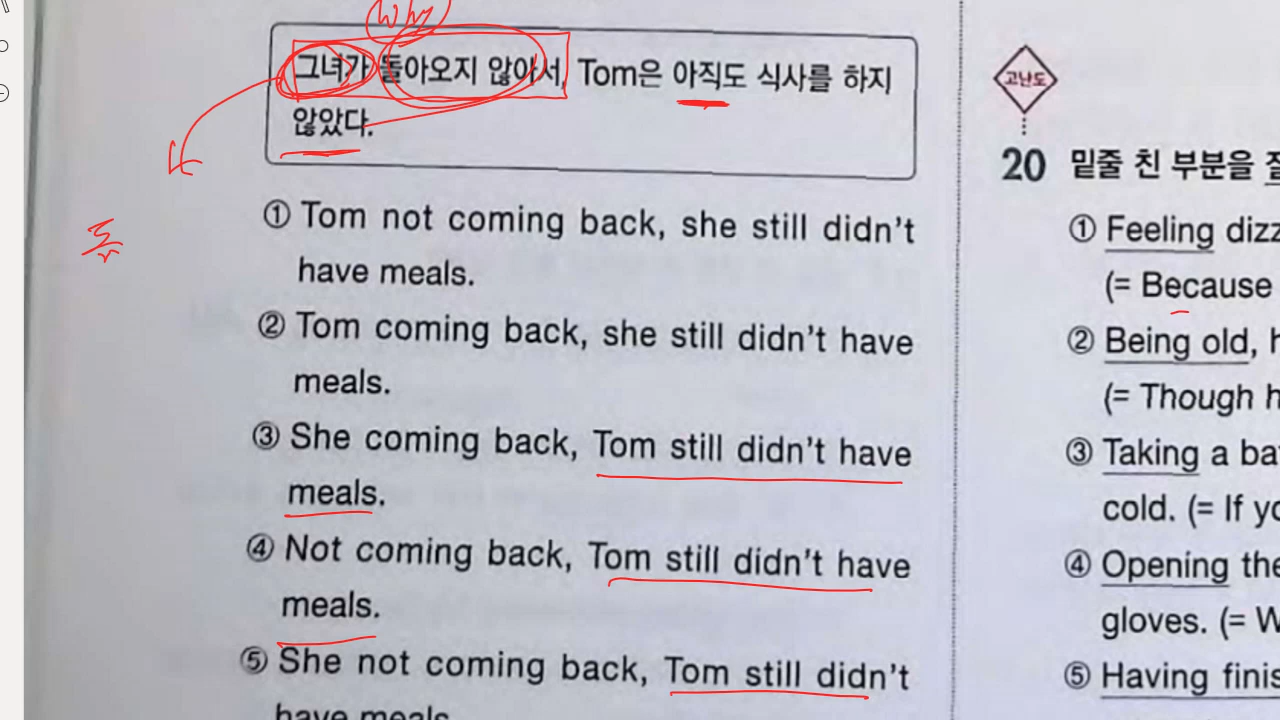 why
그녀가 돌아오지 않아서, Tom은 아직도 식사를 하지
않았다.
① Tom not coming back, she still didn't
have meals.
② Tom coming back, she still didn't have
meals.
③ She coming back, Tom still didn't have
meals.
④ Not coming back, Tom still didn't have
meals.
⑤ She not coming back, Tom still didn't
have meals
고난도
20 밑줄 친 부분을
① Feeling
(= Because
② Being old,
(= Though
③ Taking a
cold. (= If
④ Opening the
gloves. (=
⑤ Having